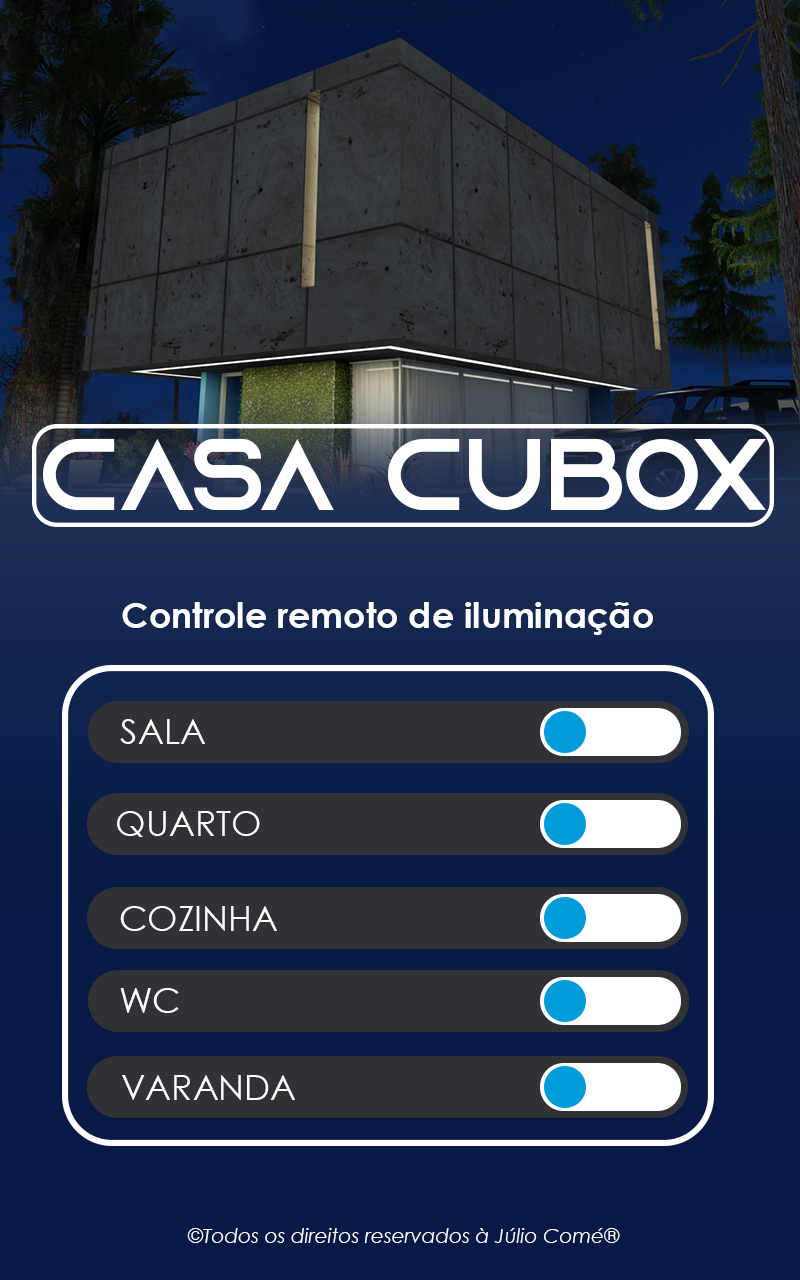 CASA CUBOX
Controle remoto de iluminação
SALA
QUARTO
COZINHA
WC
VARANDA
©Todos os direitos reservados à Júlio Comé®